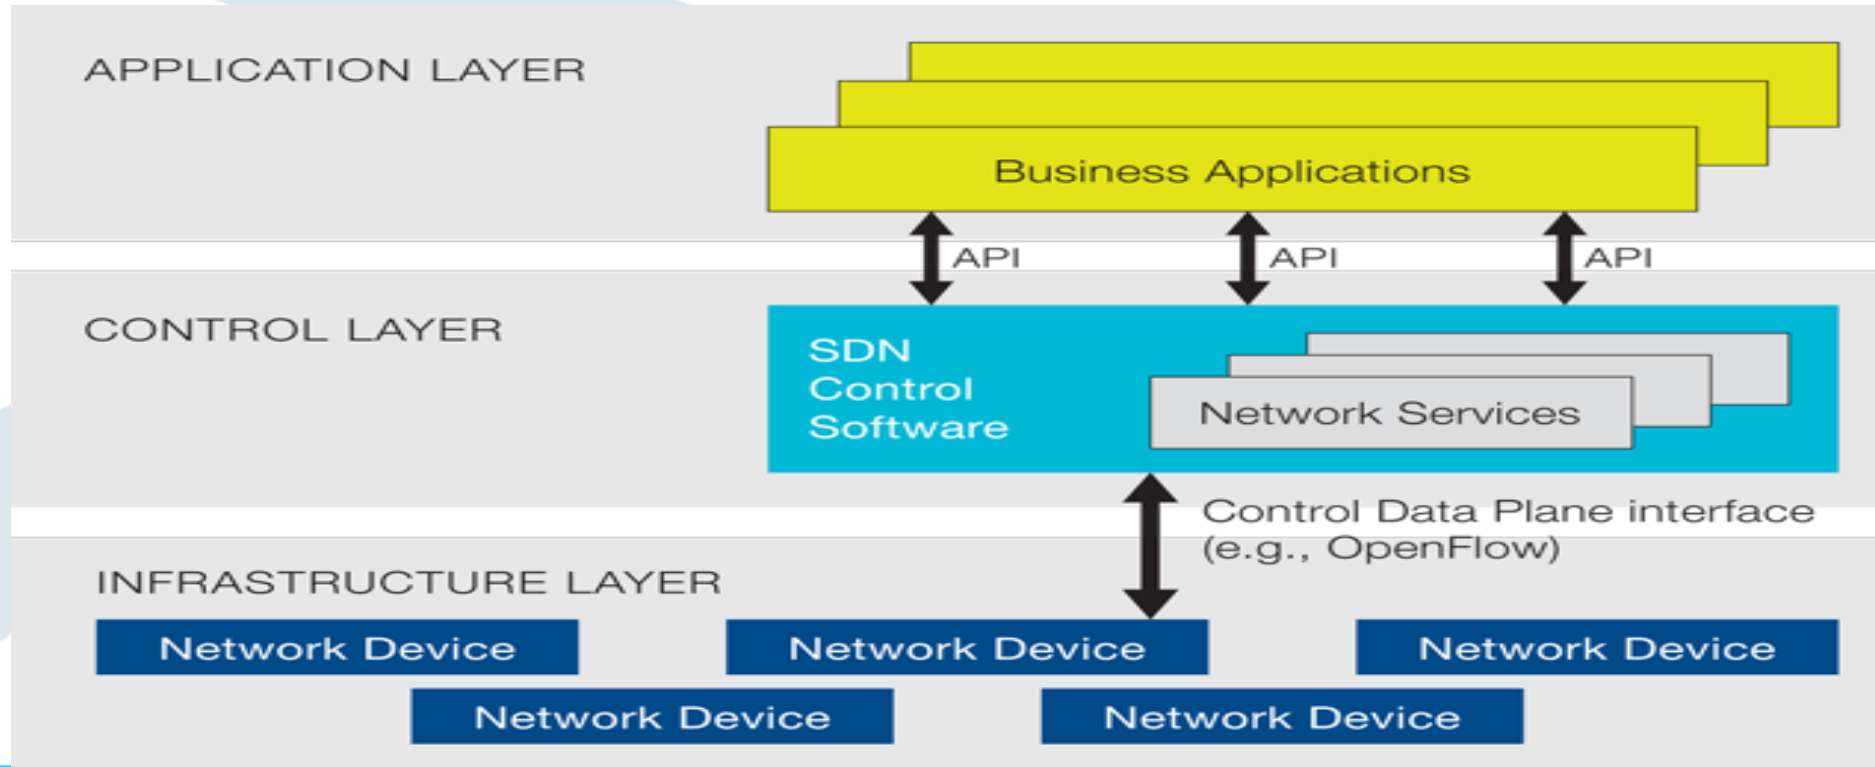 APPLICATION LAYER
Business Applications
API
API
API
CONTROL LAYER
SDN
Control
Software
Network Services
Control Data Plane interface
(e.g., OpenFlow)
INFRASTRUCTURE LAYER
Network Device
Network Device
Network Device
Network Device
Network Device